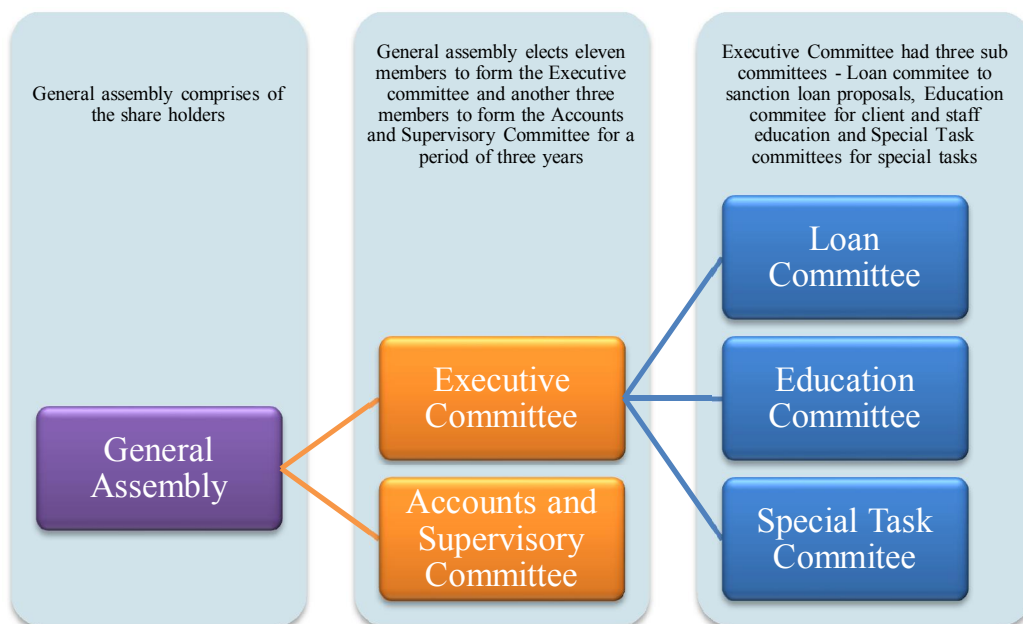 General assembly comprises of
the share holders
General assembly elects eleven
members to form the Executive
committee and another three
members to form the Accounts
and Supervisory Committee for a
period of three years
Executive Committee had three sub
committees - Loan commitee to
sanction loan proposals, Education
commitee for client and staff
education and Special Task
committees for special tasks
General
Assembly
Executive
Committee
Accounts and
Supervisory
Committee
Loan
Committee
Education
Committee
Special Task
Commitee